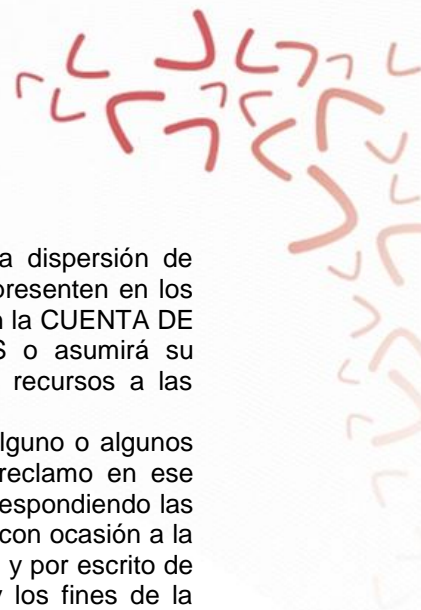 a dispersión de
presenten en los
n la CUENTA DE
S o asumirá su
recursos a las
lguno o algunos
reclamo en ese
espondiendo las
con ocasión a la
y por escrito de
y los fines de la